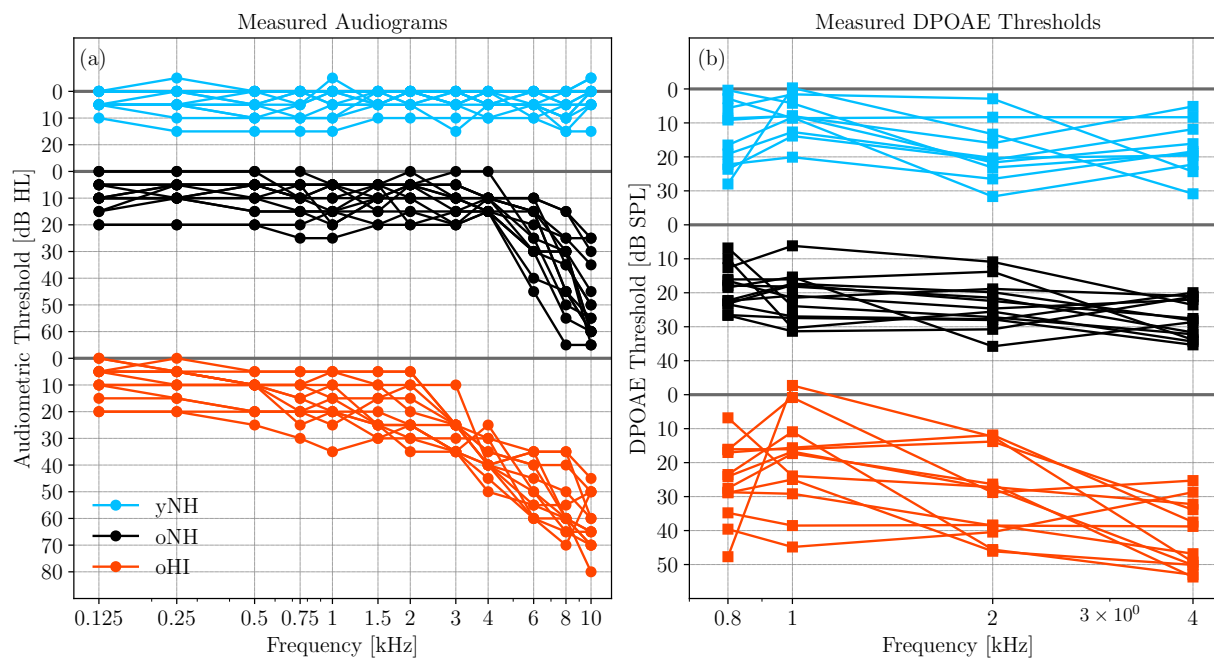 Measured Audiograms
(a)
Audiometric Threshold [dB HL]
0
10
20
0
10
20
30
40
50
60
0
10
20
30
40
50
60
70
80
yNH
oNH
oHI
0.125 0.25 0.5 0.75 1 1.5 2 3 4 6 8 10
Frequency [kHz]
Measured DPOAE Thresholds
(b)
DPOAE Threshold [dB SPL]
0
10
20
30
0
10
20
30
0
10
20
30
40
50
0.8 1 2 3 × 10⁰ 4
Frequency [kHz]